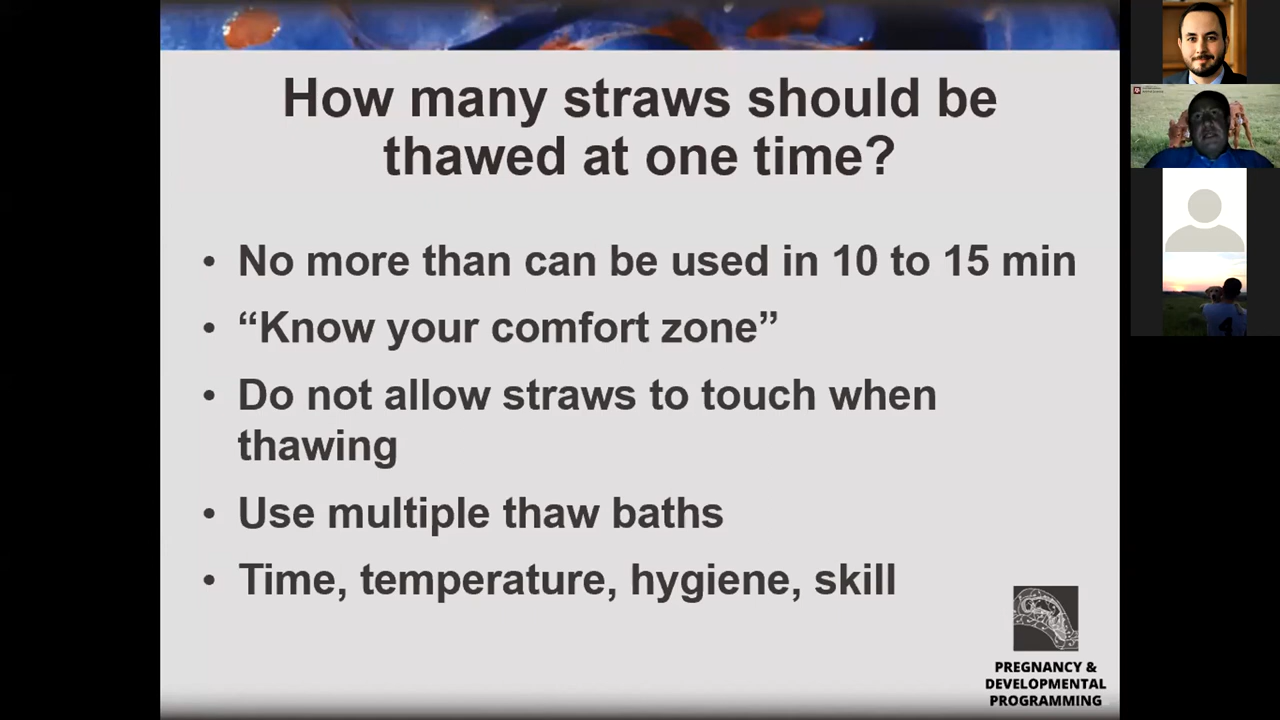 How many straws should be
thawed at one time?
• No more than can be used in 10 to 15 min
• “Know your comfort zone”
• Do not allow straws to touch when
thawing
• Use multiple thaw baths
• Time, temperature, hygiene, skill
PREGNANCY &
DEVELOPMENTAL
PROGRAMMING